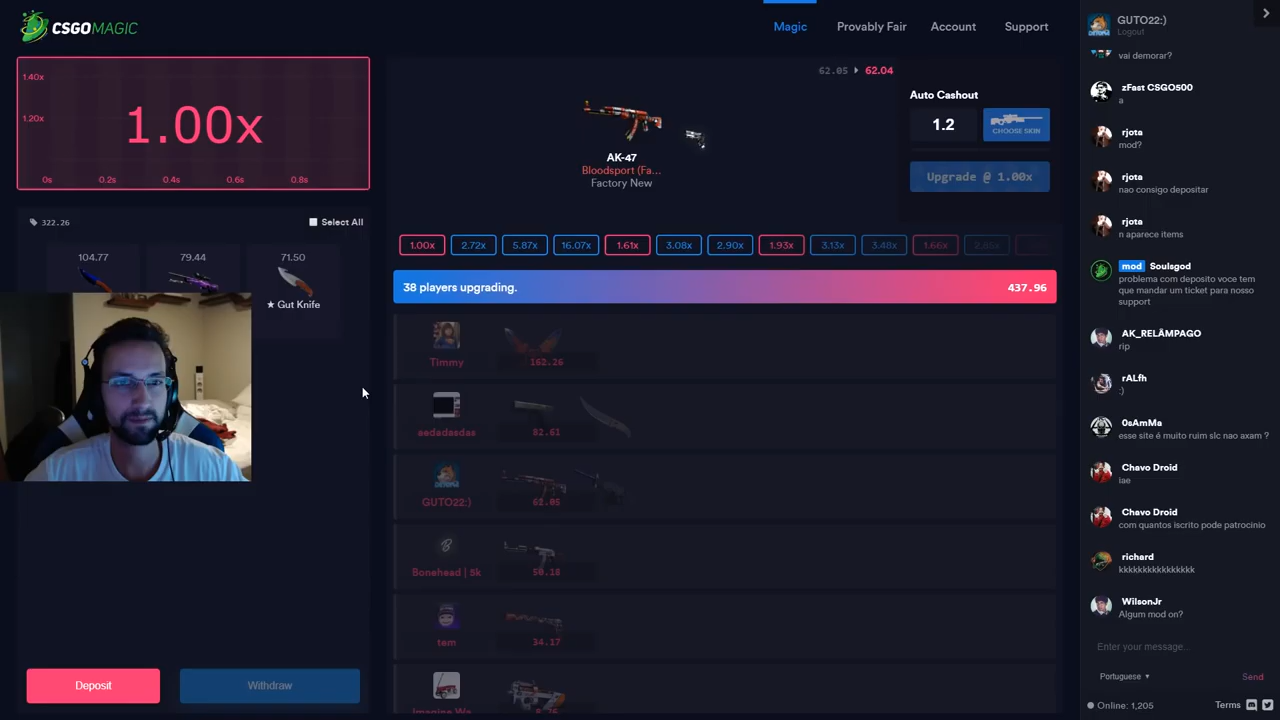 CSGOMAGIC
Magic
Provably Fair
Account
Support
1.40x
1.20x
1.00x
0s
0.2s
0.4s
0.6s
0.8s
62.05
62.04
AK-47
Bloodsport (Fa...
Factory New
Auto Cashout
1.2
CHOOSE SKIN
Upgrade @ 1.00x
322.26
Select All
104.77
79.44
71.50
★ Gut Knife
1.00x
2.72x
5.87x
16.07x
1.61x
3.08x
2.90x
1.93x
3.13x
3.48x
1.66x
38 players upgrading.
437.96
Timmy
162.26
aedadasdas
82.61
GUTO22:)
62.05
Bonehead | 5k
50.18
tem
34.17
Deposit
Withdraw
GUTO22:)
Logout
vai demorar?
zFast CSGO500
a
rjota
mod?
rjota
nao consigo depositar
rjota
n aparece items
mod Soulsgod
problema com deposito voce tem
que mandar um ticket para nosso
support
AK_RELÂMPAGO
rip
rALfh
:)
0sAmMa
esse site é muito ruim slc nao axam ?
Chavo Droid
iae
Chavo Droid
com quantos iscrito pode patrocinio
richard
kkkkkkkkkkkkkkkk
WilsonJr
Algum mod on?
Enter your message...
Portuguese
Send
Online: 1,205
Terms